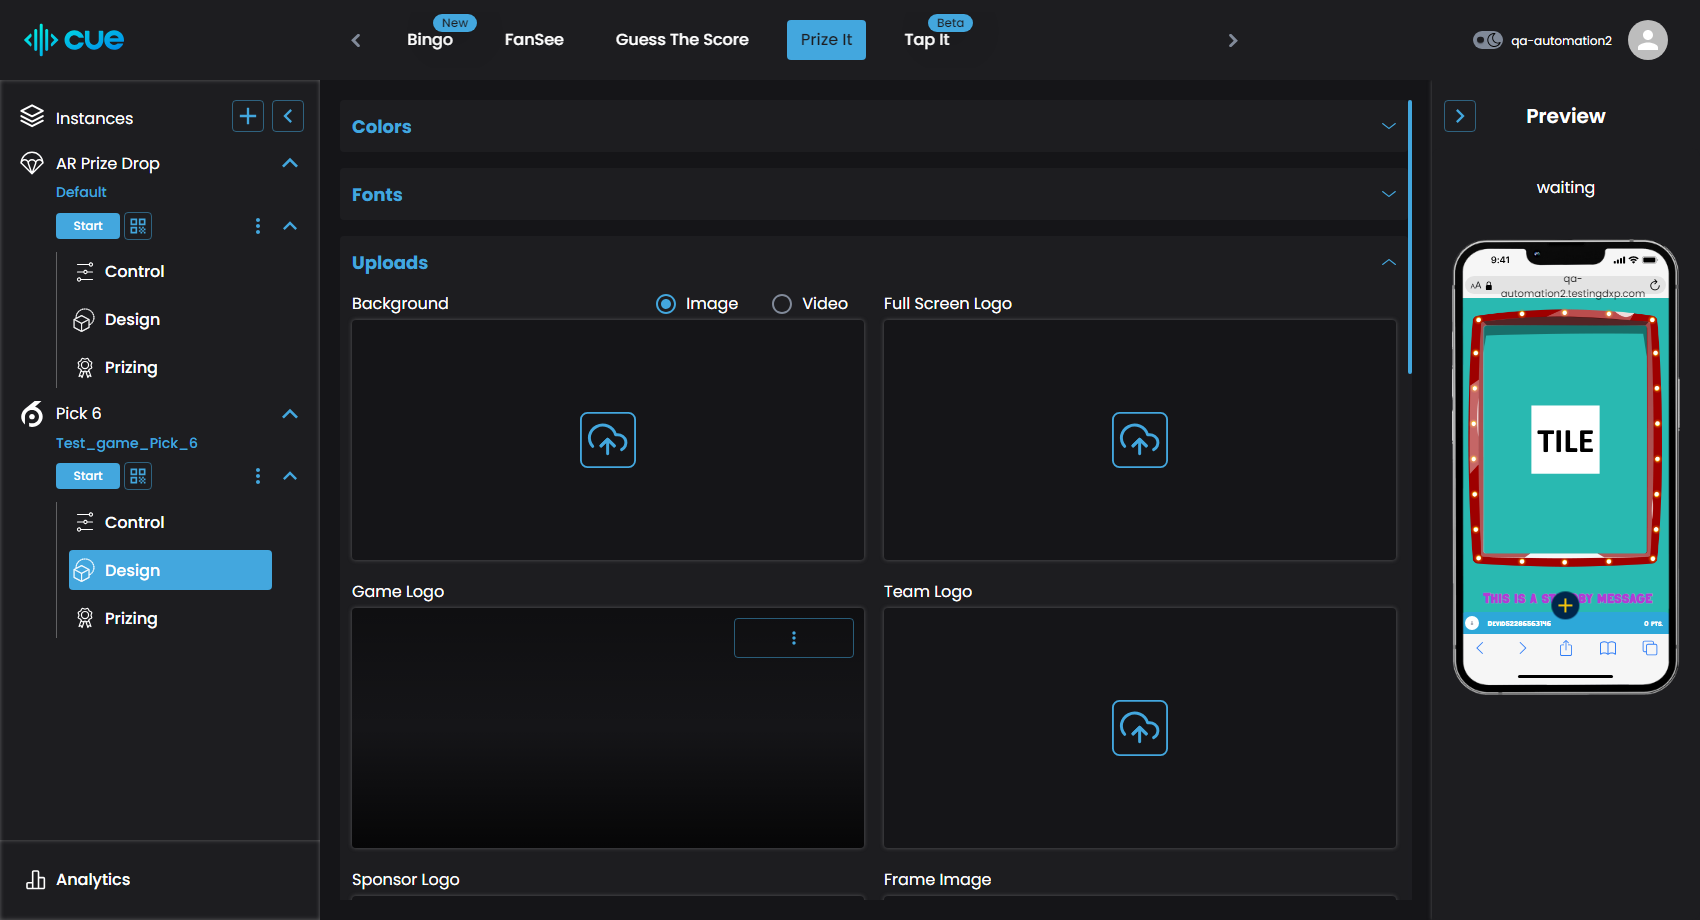 cue
New
Bingo
FanSee
Guess The Score
Prize It
Beta
Tap It
qa-automation2
Instances
AR Prize Drop
Default
Start
Control
Design
Prizing
Pick 6
Test_game_Pick_6
Start
Control
Design
Prizing
Analytics
Colors
Fonts
Uploads
Background
Image
Video
Full Screen Logo
Game Logo
Team Logo
Sponsor Logo
Frame Image
Preview
waiting
9:41
AA
qa-
automation2.testingdxp.com
TILE
THIS IS A
MESSAGE
0 PTS.